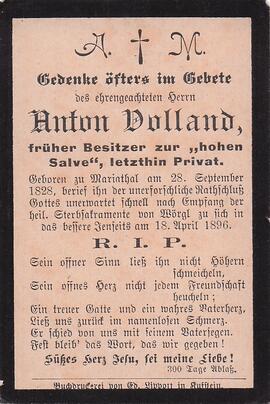 A. † M.
Gedenke öfters im Gebete
des ehrengeachteten Herrn
Anton Volland,
früher Besitzer zur „hohen
Salve“, letzthin Privat.
Geboren zu Mariathal am 28. September
1828, berief ihn der unerforschliche Rathschluß
Gottes unerwartet schnell nach Empfang der
heil. Sterbsakramente von Wörgl zu sich in
das bessere Jenseits am 18. April 1896.
R. I. P.
Sein offner Sinn ließ ihn nicht Höhern
schmeicheln,
Ein offnes Herz nicht jedem Freundschaft
heucheln;
Ein treuer Gatte und ein wahres Vaterherz,
Ließ uns zurück im namenlosen Schmerz.
Er schied von uns mit seinem Vatersegen.
Fest bleib' das Wort, das wir gegeben!
Süßes Herz Jesu, sei meine Liebe!
300 Tage Ablaß.
Buchdruckerei von Ed. Lippott in Kufstein.